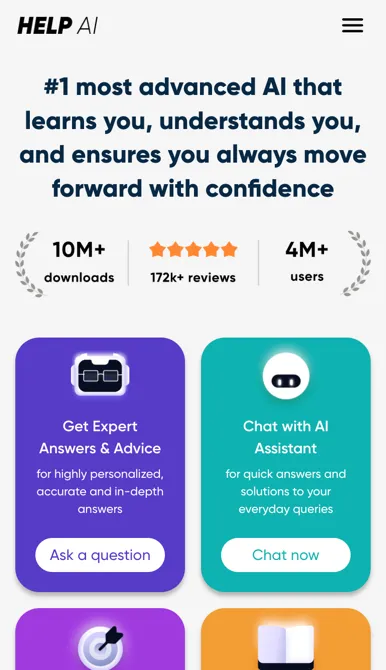 HELP AI
#1 most advanced AI that
learns you, understands you,
and ensures you always move
forward with confidence
10M+
downloads
172k+ reviews
4M+
users
Get Expert
Answers & Advice
for highly personalized,
accurate and in-depth
answers
Ask a question
Chat with AI
Assistant
for quick answers and
solutions to your
everyday queries
Chat now